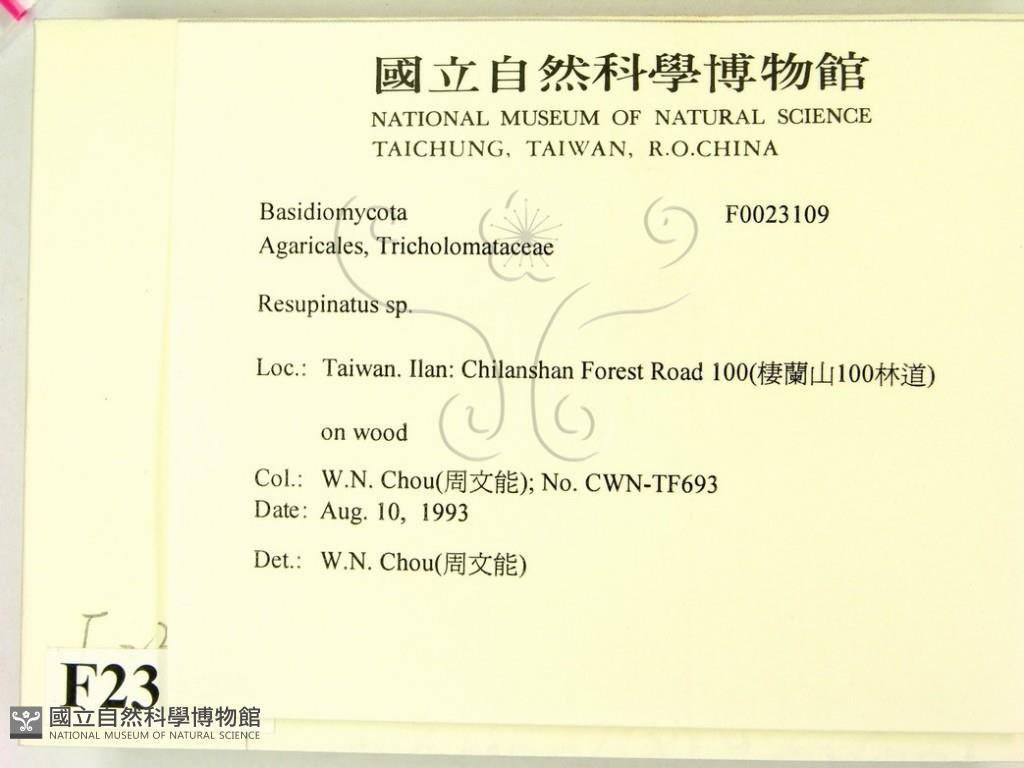 國立自然科學博物館
NATIONAL MUSEUM OF NATURAL SCIENCE
TAICHUNG, TAIWAN, R.O.CHINA
Basidiomycota F0023109
Agaricales, Tricholomataceae
Resupinatus sp.
Loc.: Taiwan. Ilan: Chilanshan Forest Road 100(棲蘭山100林道)
on wood
Col.: W.N. Chou(周文能); No. CWN-TF693
Date: Aug. 10, 1993
Det.: W.N. Chou(周文能)
F23
國立自然科學博物館
NATIONAL MUSEUM OF NATURAL SCIENCE